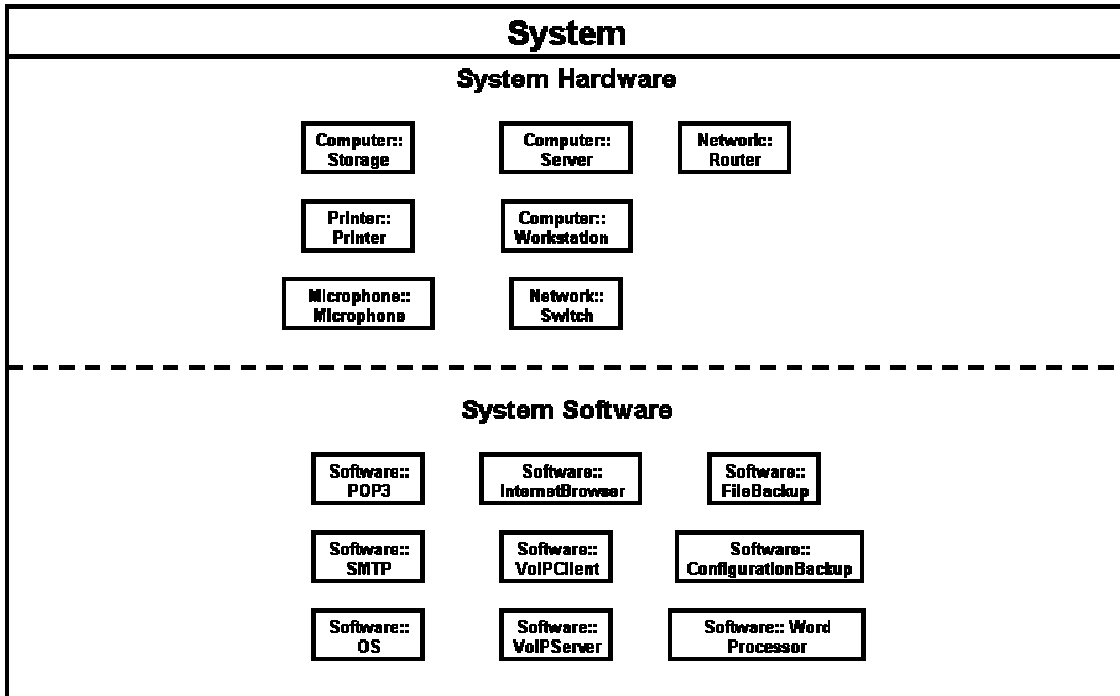 System
System Hardware
Computer::
Storage
Computer::
Server
Network::
Router
Printer::
Printer
Computer::
Workstation
Microphone::
Microphone
Network::
Switch
System Software
Software::
POP3
Software::
InternetBrowser
Software::
FileBackup
Software::
SMTP
Software::
VoIPClient
Software::
ConfigurationBackup
Software::
OS
Software::
VoIPServer
Software:: Word
Processor